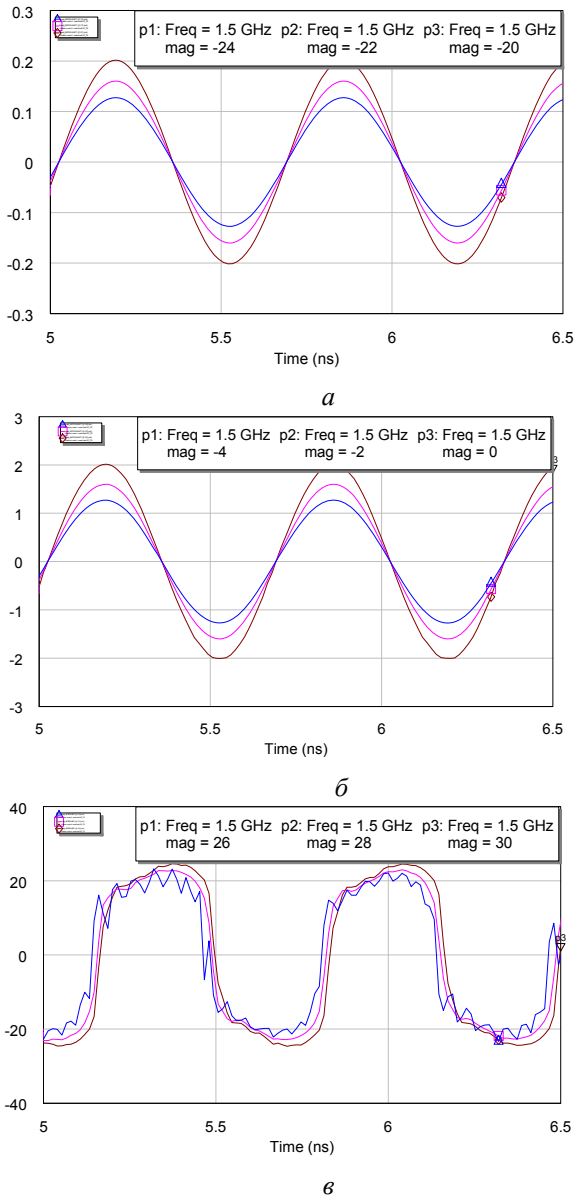 p1: Freq = 1.5 GHz p2: Freq = 1.5 GHz p3: Freq = 1.5 GHz
mag = -24 mag = -22 mag = -20
0.3
0.2
0.1
0
-0.1
-0.2
-0.3
5 5.5 6 6.5
Time (ns)
а
p1: Freq = 1.5 GHz p2: Freq = 1.5 GHz p3: Freq = 1.5 GHz
mag = -4 mag = -2 mag = 0
3
2
1
0
-1
-2
-3
5 5.5 6 6.5
Time (ns)
б
p1: Freq = 1.5 GHz p2: Freq = 1.5 GHz p3: Freq = 1.5 GHz
mag = 26 mag = 28 mag = 30
40
20
0
p3
-20
-40
5 5.5 6 6.5
Time (ns)
в